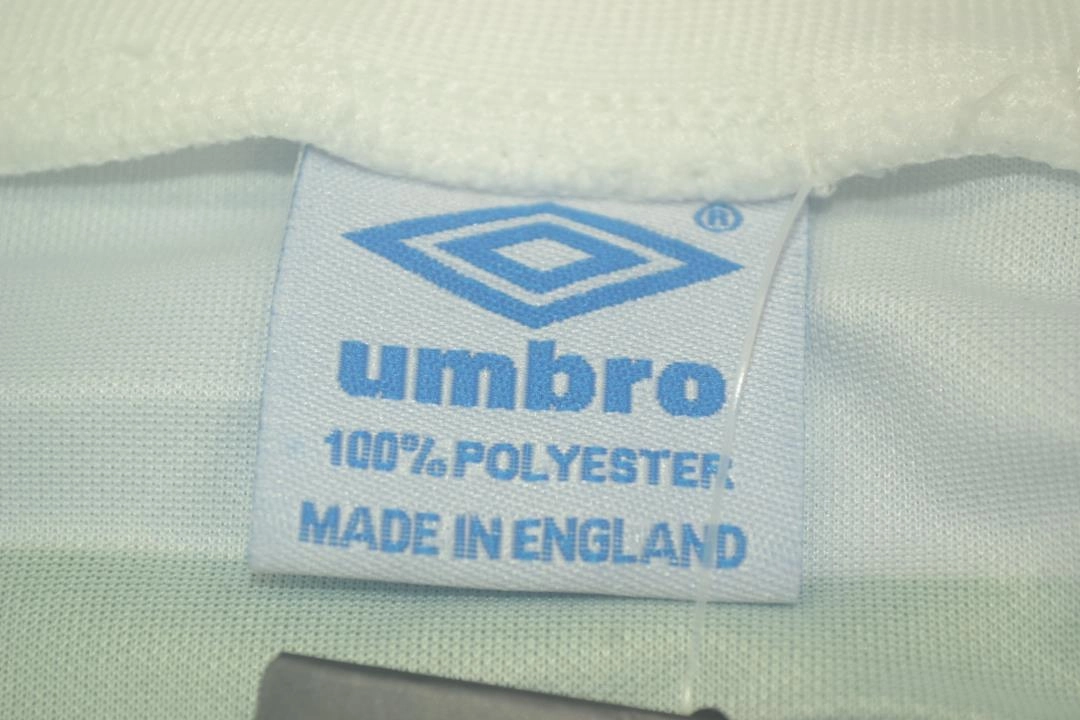 ®
umbro
100% POLYESTER
MADE IN ENGLAND